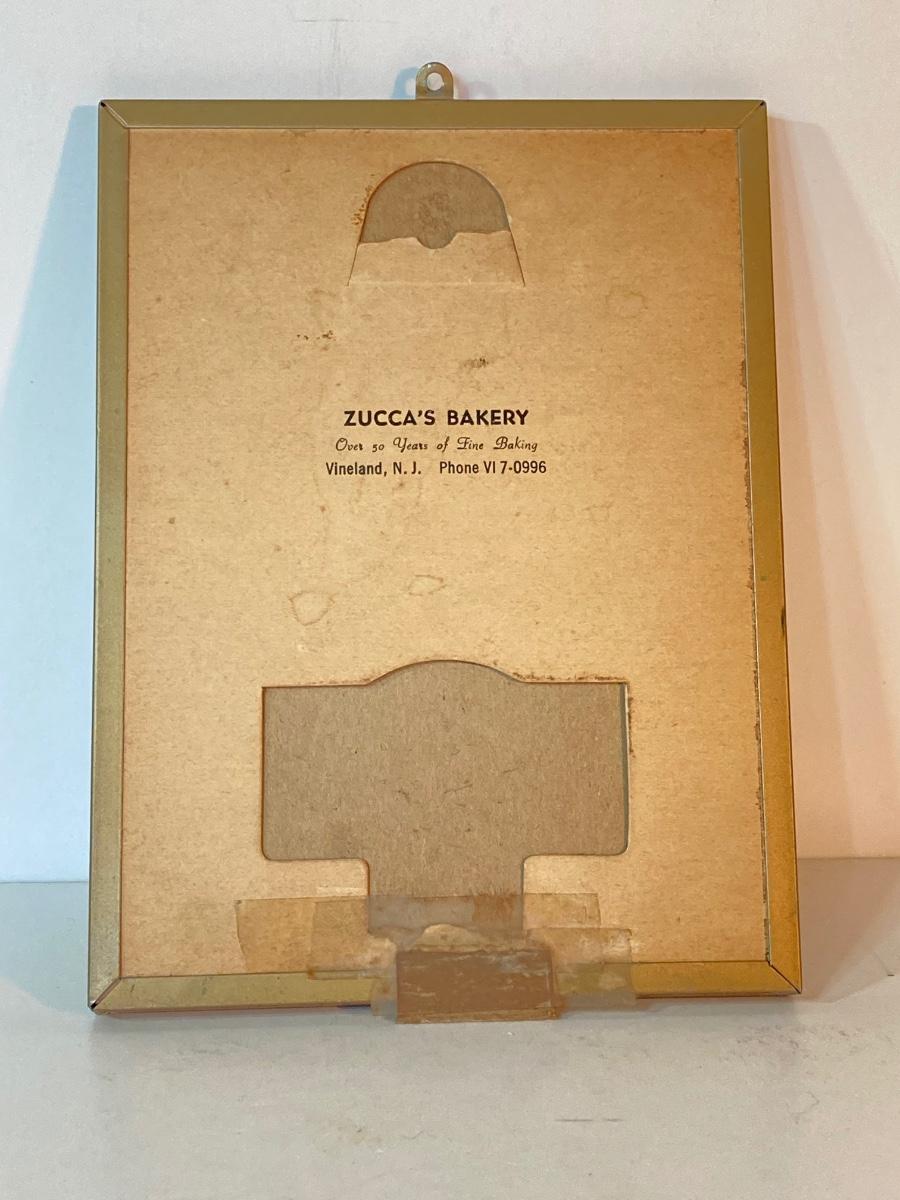 ZUCCA'S BAKERY
Over 50 Years of Fine Baking
Vineland, N. J. Phone VI 7-0996